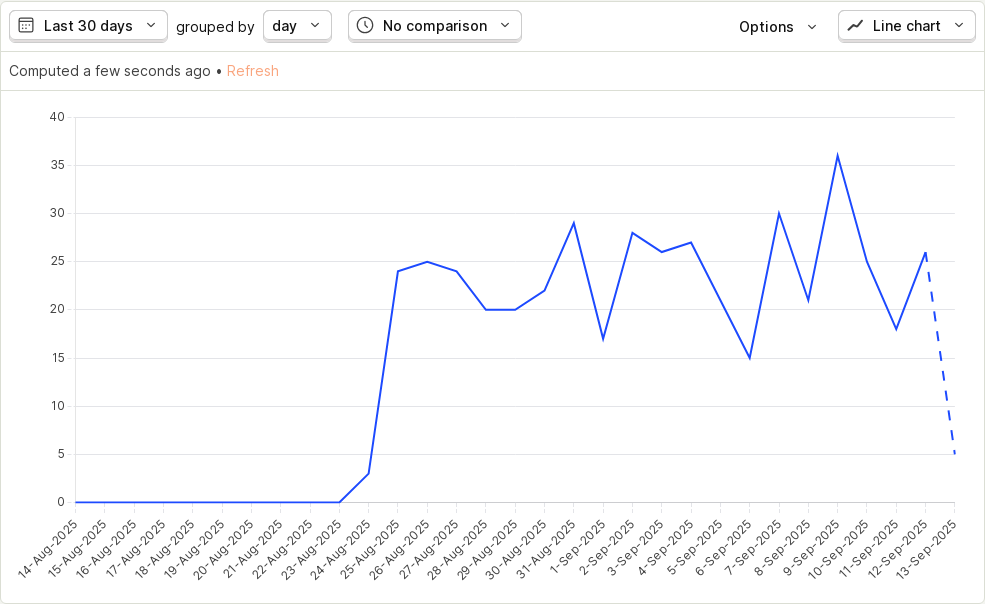 Last 30 days grouped by day No comparison Options Line chart
Computed a few seconds ago • Refresh
40
35
30
25
20
15
10
5
0
14-Aug-2025
15-Aug-2025
16-Aug-2025
17-Aug-2025
18-Aug-2025
19-Aug-2025
20-Aug-2025
21-Aug-2025
22-Aug-2025
23-Aug-2025
24-Aug-2025
25-Aug-2025
26-Aug-2025
27-Aug-2025
28-Aug-2025
29-Aug-2025
30-Aug-2025
31-Aug-2025
1-Sep-2025
2-Sep-2025
3-Sep-2025
4-Sep-2025
5-Sep-2025
6-Sep-2025
7-Sep-2025
8-Sep-2025
9-Sep-2025
10-Sep-2025
11-Sep-2025
12-Sep-2025
13-Sep-2025